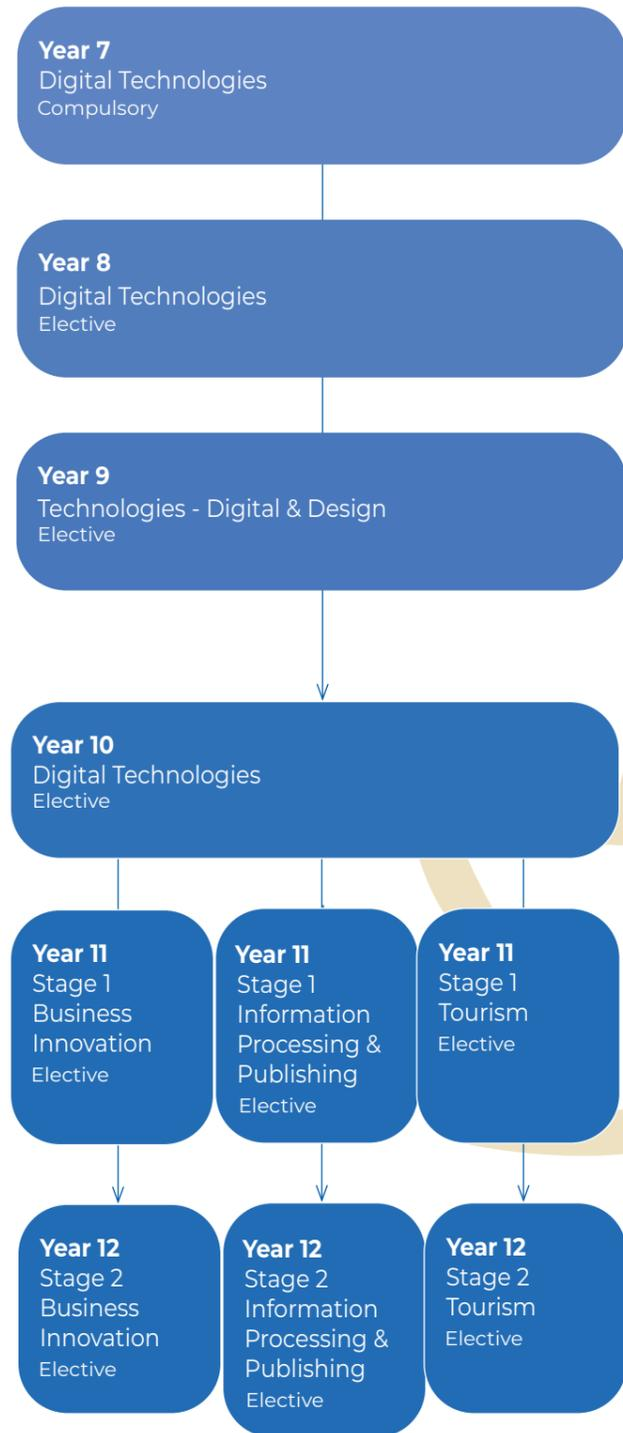 Year 7
Digital Technologies
Compulsory
Year 8
Digital Technologies
Elective
Year 9
Technologies - Digital & Design
Elective
Year 10
Digital Technologies
Elective
Year 11
Stage 1
Business
Innovation
Elective
Year 11
Stage 1
Information
Processing &
Publishing
Elective
Year 11
Stage 1
Tourism
Elective
Year 12
Stage 2
Business
Innovation
Elective
Year 12
Stage 2
Information
Processing &
Publishing
Elective
Year 12
Stage 2
Tourism
Elective